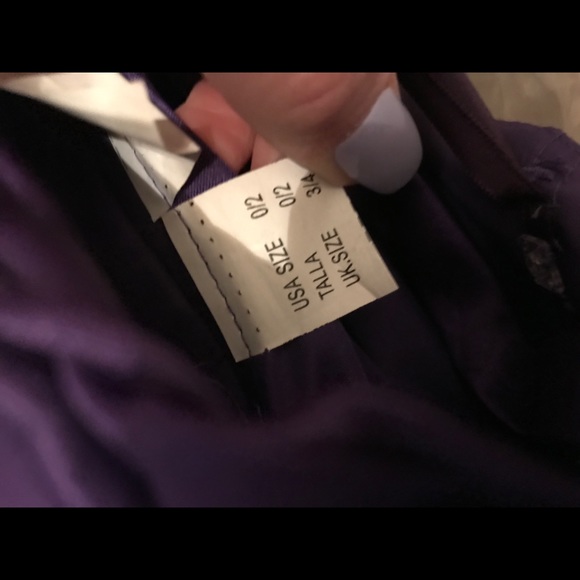 USA SIZE 0/2
TALLA 0/2
UK.SIZE 3/4